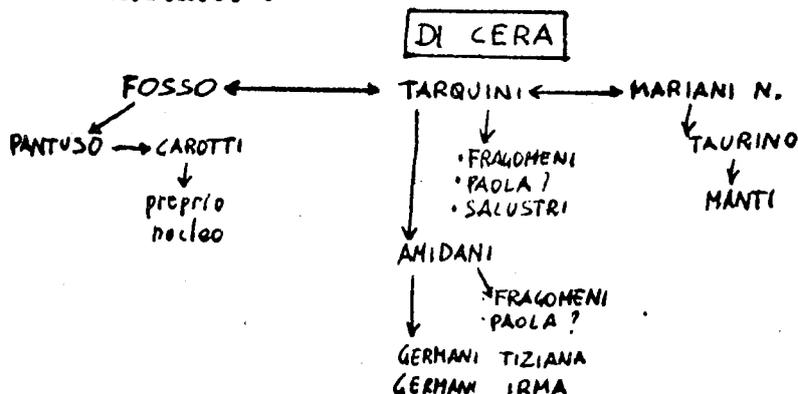 DI CERA
FOSSO TARQUINI MARIANI N.
PANTUSO CAROTTI TAURINO
proprio nucleo
MANTI
· FRAGOMENI
· PAOLA?
· SALUSTRI
AMIDANI
· FRAGOMENI
· PAOLA?
GERMANI TIZIANA
GERMANI IRMA